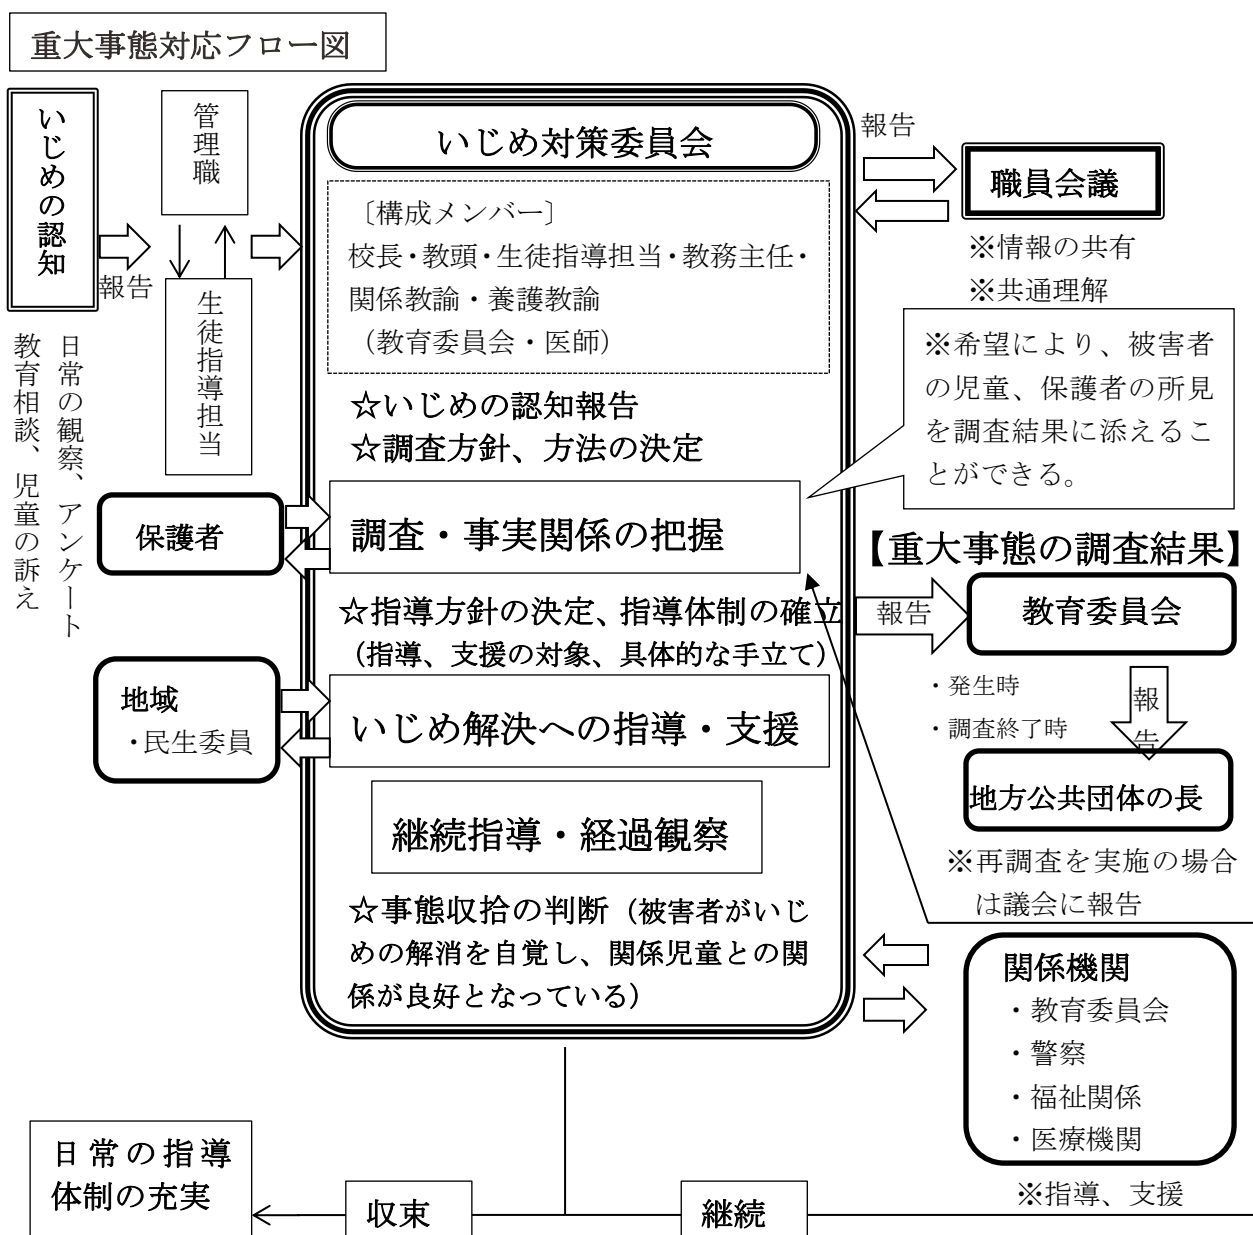 重大事態対応フロー図
いじめの認知
報告
日常の観察、アンケート
教育相談、児童の訴え
管理職
生徒指導担当
いじめ対策委員会
〔構成メンバー〕
校長・教頭・生徒指導担当・教務主任・
関係教諭・養護教諭
（教育委員会・医師）
☆いじめの認知報告
☆調査方針、方法の決定
調査・事実関係の把握
☆指導方針の決定、指導体制の確立
（指導、支援の対象、具体的な手立て）
いじめ解決への指導・支援
継続指導・経過観察
☆事態収拾の判断（被害者がい
じめの解消を自覚し、関係児童との関
係が良好となっている）
保護者
地域
・民生委員
報告
職員会議
※情報の共有
※共通理解
※希望により、被害者
の児童、保護者の所見
を調査結果に添えるこ
とができる。
【重大事態の調査結果】
報告
教育委員会
・発生時
・調査終了時
報告
地方公共団体の長
※再調査を実施の場合
は議会に報告
関係機関
・教育委員会
・警察
・福祉関係
・医療機関
※指導、支援
日常の指導
体制の充実
収束
継続